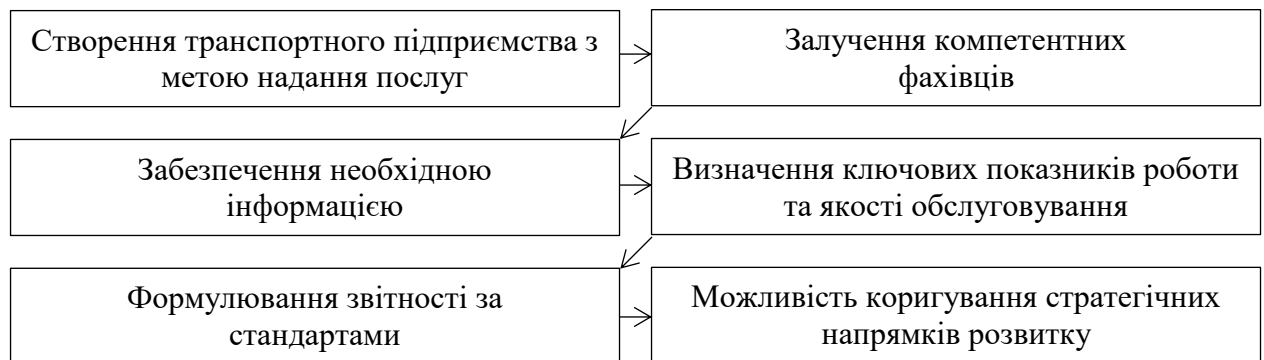 Створення транспортного підприємства з
метою надання послуг
Залучення компетентних
фахівців
Забезпечення необхідною
інформацією
Визначення ключових показників роботи
та якості обслуговування
Формулювання звітності за
стандартами
Можливість коригування стратегічних
напрямків розвитку